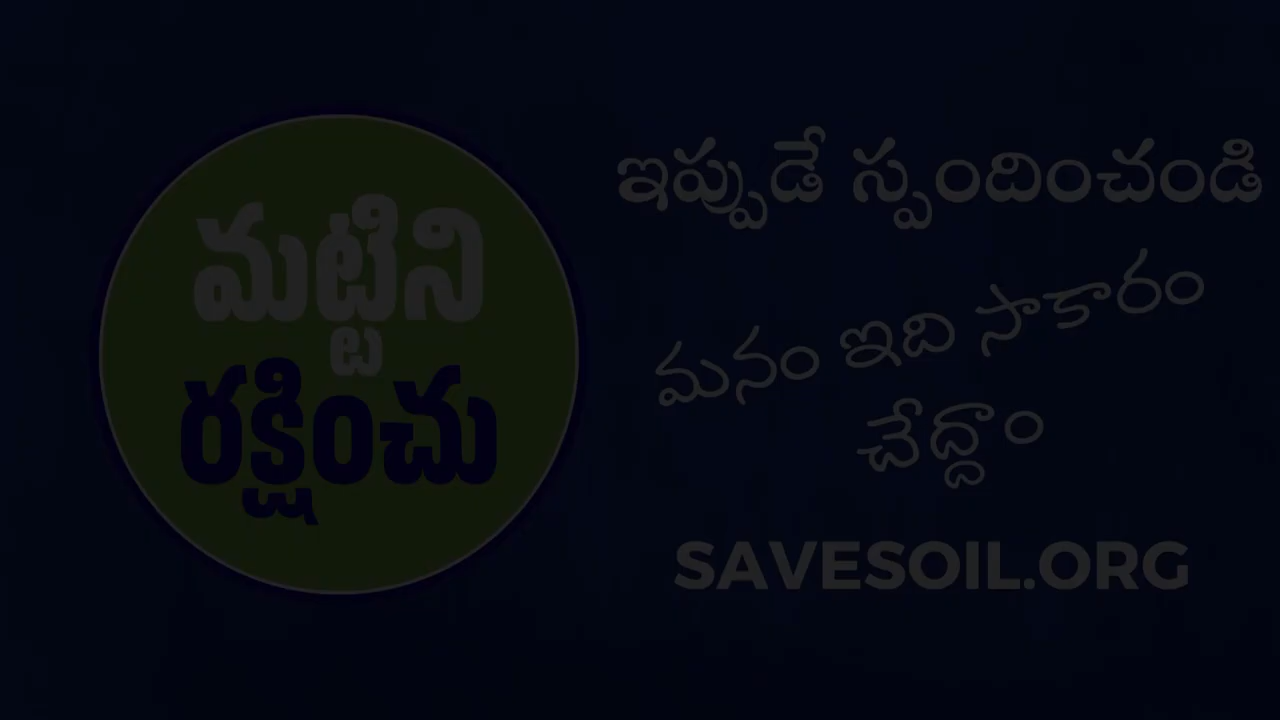 మట్టిని
రక్షించు
ఇప్పుడే స్పందించండి
మనం ఇది సాకారం
చేద్దాం
SAVESOIL.ORG